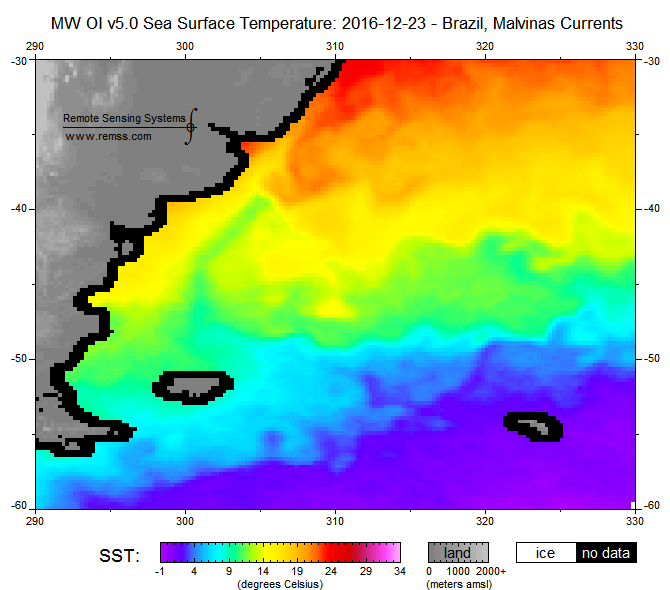 MW OI v5.0 Sea Surface Temperature: 2016-12-23 - Brazil, Malvinas Currents
290 300 310 320 330
-30 -30
Remote Sensing Systems
www.remss.com
-40 -40
-50 -50
-60 -60
290 300 310 320 330
SST: land ice no data
-1 4 9 14 19 24 29 34 0 1000 2000+
(degrees Celsius) (meters amsl)